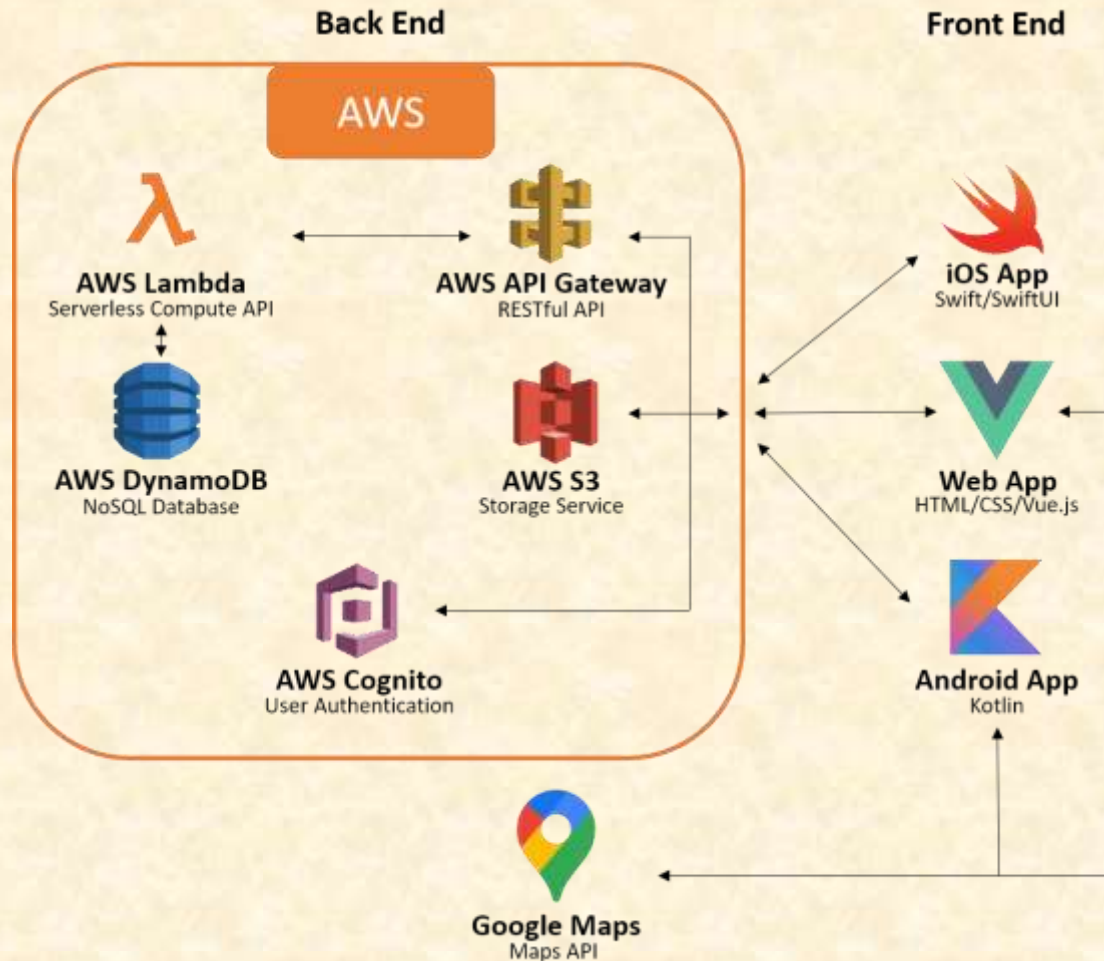 Back End
Front End
AWS
AWS Lambda
Serverless Compute API
AWS API Gateway
RESTful API
iOS App
Swift/SwiftUI
AWS DynamoDB
NoSQL Database
AWS S3
Storage Service
Web App
HTML/CSS/Vue.js
AWS Cognito
User Authentication
Android App
Kotlin
Google Maps
Maps API